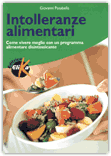 Intolleranze
alimentari
Come vivere meglio con un programma
alimentare disintossicante